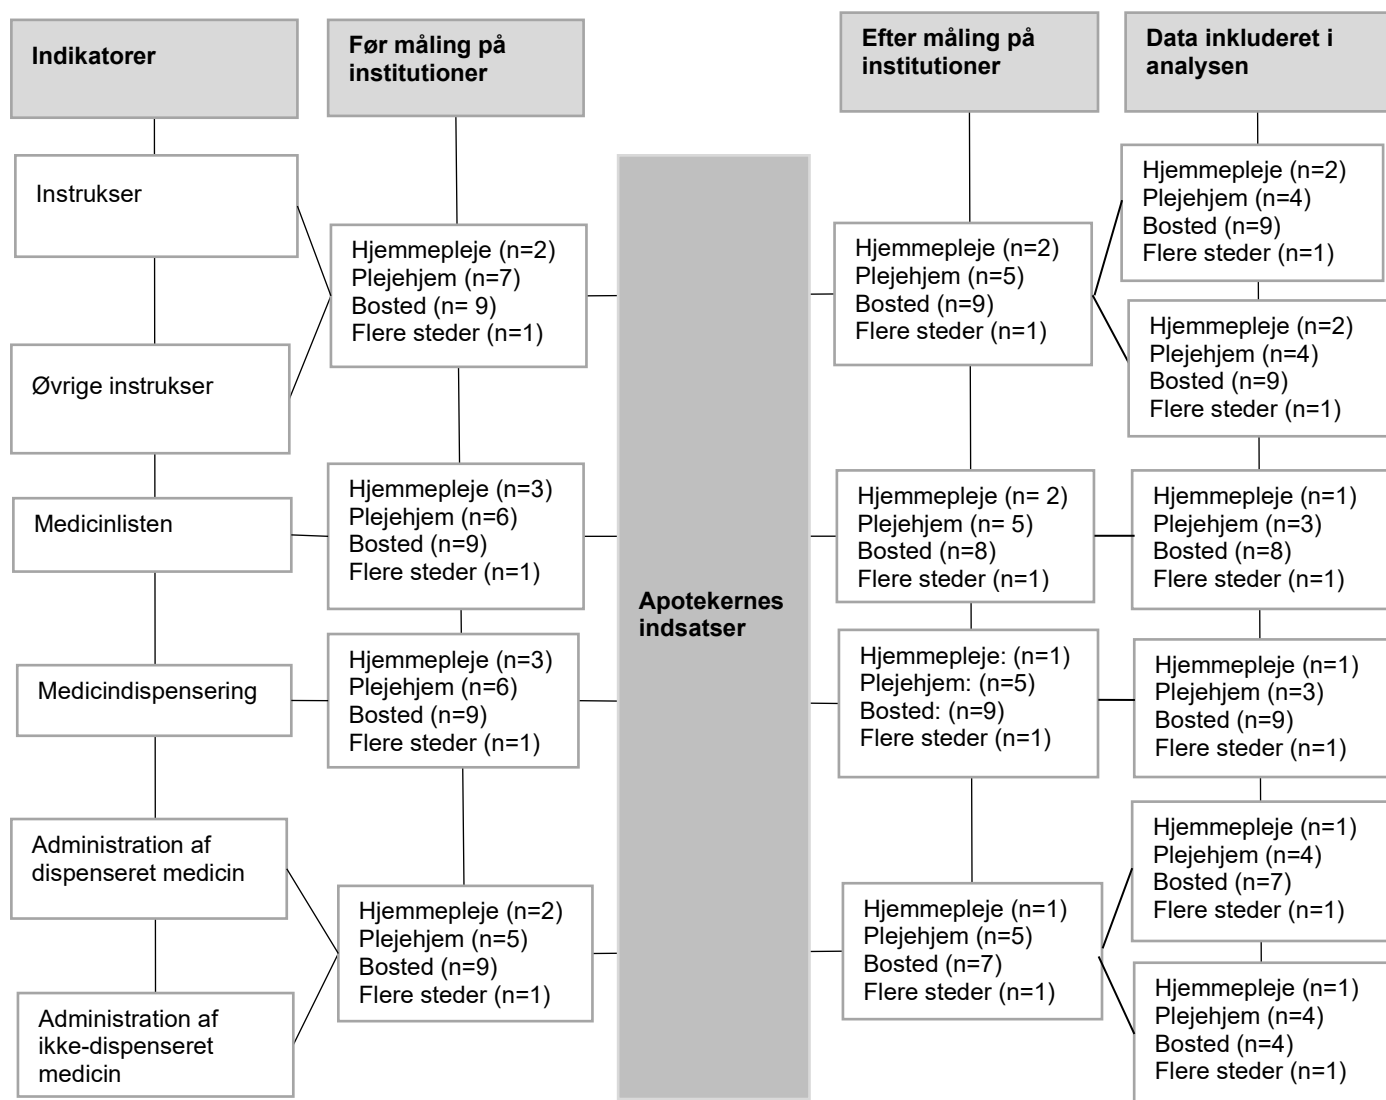 Indikatorer
Før måling på
institutioner
Efter måling på
institutioner
Data inkluderet i
analysen
Instrukser
Øvrige instrukser
Medicinlisten
Medicindispensering
Administration af
dispenseret medicin
Administration af
ikke-dispenseret
medicin
Hjemmepleje (n=2)
Plejehjem (n=7)
Bosted (n= 9)
Flere steder (n=1)
Hjemmepleje (n=3)
Plejehjem (n=6)
Bosted (n=9)
Flere steder (n=1)
Hjemmepleje (n=3)
Plejehjem (n=6)
Bosted (n=9)
Flere steder (n=1)
Hjemmepleje (n=2)
Plejehjem (n=5)
Bosted (n=9)
Flere steder (n=1)
Apotekernes
indsatser
Hjemmepleje (n=2)
Plejehjem (n=5)
Bosted (n=9)
Flere steder (n=1)
Hjemmepleje (n= 2)
Plejehjem (n= 5)
Bosted (n=8)
Flere steder (n=1)
Hjemmepleje: (n=1)
Plejehjem: (n=5)
Bosted: (n=9)
Flere steder (n=1)
Hjemmepleje (n=1)
Plejehjem (n=5)
Bosted (n=7)
Flere steder (n=1)
Hjemmepleje (n=2)
Plejehjem (n=4)
Bosted (n=9)
Flere steder (n=1)
Hjemmepleje (n=2)
Plejehjem (n=4)
Bosted (n=9)
Flere steder (n=1)
Hjemmepleje (n=1)
Plejehjem (n=3)
Bosted (n=8)
Flere steder (n=1)
Hjemmepleje (n=1)
Plejehjem (n=3)
Bosted (n=9)
Flere steder (n=1)
Hjemmepleje (n=1)
Plejehjem (n=4)
Bosted (n=7)
Flere steder (n=1)
Hjemmepleje (n=1)
Plejehjem (n=4)
Bosted (n=4)
Flere steder (n=1)